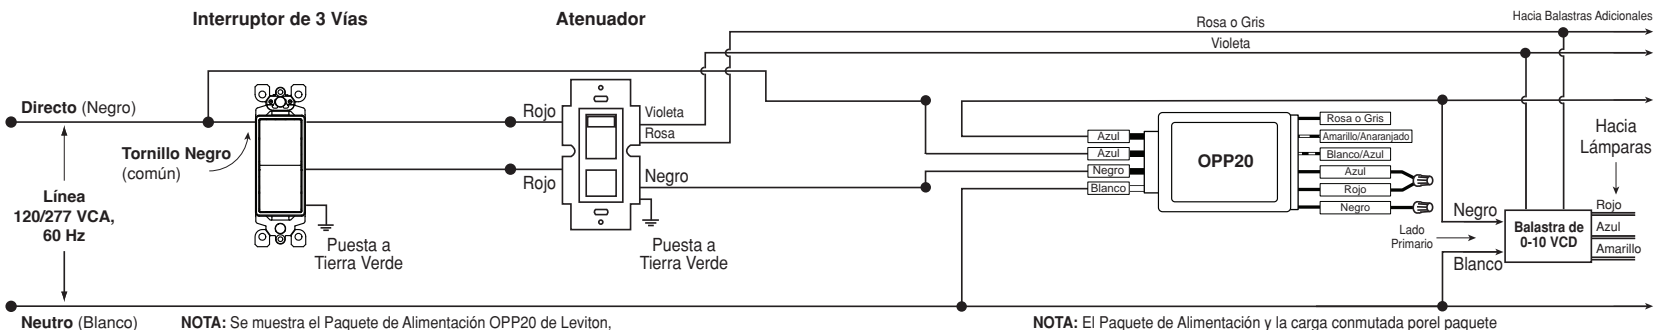 Interruptor de 3 Vías
Atenuador
Rosa o Gris
Hacia Balastras Adicionales
Violeta
Directo (Negro)
Rojo
Violeta
Rosa
Tornillo Negro
(común)
Línea
120/277 VCA,
60 Hz
Rojo
Negro
Puesta a
Tierra Verde
Puesta a
Tierra Verde
Azul
Azul
Negro
Blanco
OPP20
Rosa o Gris
Amarillo/Anaranjado
Blanco/Azul
Azul
Rojo
Negro
Hacia
Lámparas
Negro
Lado
Primario
Blanco
Balastra de
0-10 VCD
Rojo
Azul
Amarillo
Neutro (Blanco)
NOTA: Se muestra el Paquete de Alimentación OPP20 de Leviton,
NOTA: El Paquete de Alimentación y la carga conmutada porel paquete